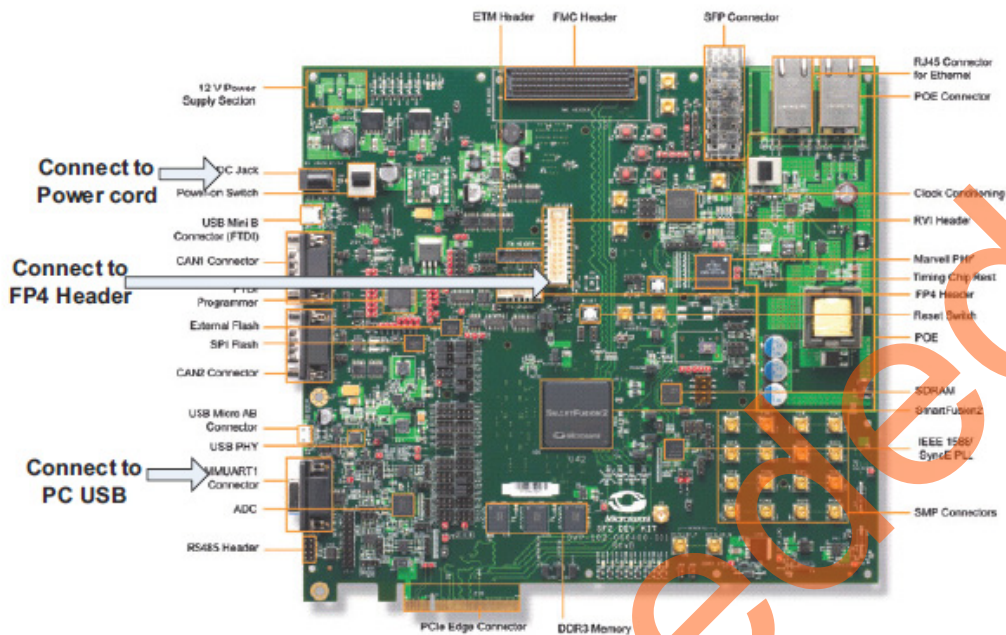 ETM Header
FMC Header
SFP Connector
12 V Power
Supply Section
RJ45 Connector
for Ethernet
POE Connector
Connect to
Power cord
DC Jack
Power-on Switch
Clock Conditioning
USB Mini B
Connector (FTDI)
RVI Header
CAN1 Connector
Marvell PHY
Connect to
FP4 Header
Timing Chip Rest
Programmer
FP4 Header
Reset Switch
External Flash
SPI Flash
POE
CAN2 Connector
SDRAM
SmartFusion2
SMARTFUSION2
Microsemi
U42
USB Micro AB
Connector
USB PHY
IEEE 1588/
SyncE PLL
Connect to
PC USB
MMUART1
Connector
ADC
SMP Connectors
Microsemi
SF2 DEV KIT
RS485 Header
PCIe Edge Connector
DDR3 Memory